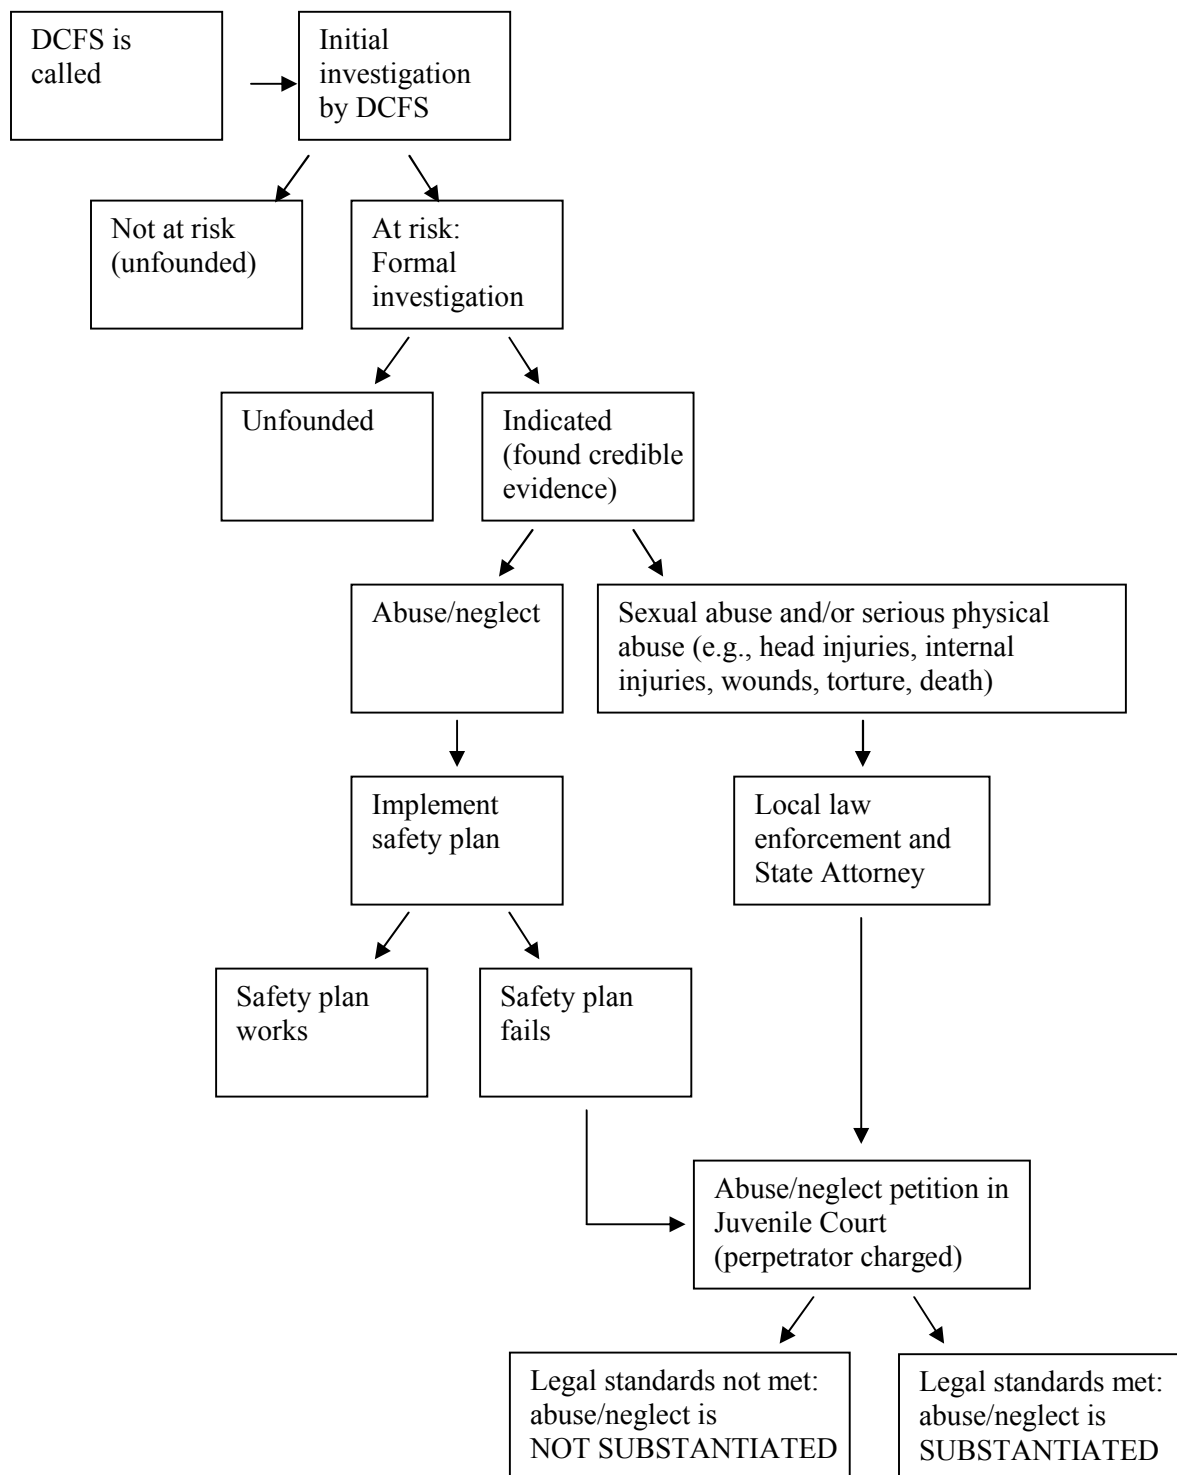 DCFS is
called
Initial
investigation
by DCFS
Not at risk
(unfounded)
At risk:
Formal
investigation
Unfounded
Indicated
(found credible
evidence)
Abuse/neglect
Sexual abuse and/or serious physical
abuse (e.g., head injuries, internal
injuries, wounds, torture, death)
Implement
safety plan
Local law
enforcement and
State Attorney
Safety plan
works
Safety plan
fails
Abuse/neglect petition in
Juvenile Court
(perpetrator charged)
Legal standards not met:
abuse/neglect is
NOT SUBSTANTIATED
Legal standards met:
abuse/neglect is
SUBSTANTIATED